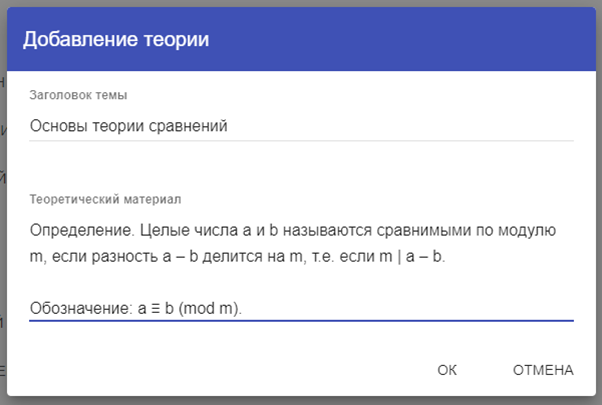 Добавление теории
Заголовок темы
Основы теории сравнений
Теоретический материал
Определение. Целые числа a и b называются сравнимыми по модулю
m, если разность a – b делится на m, т.е. если m | a – b.
Обозначение: a ≡ b (mod m).
ОК
ОТМЕНА